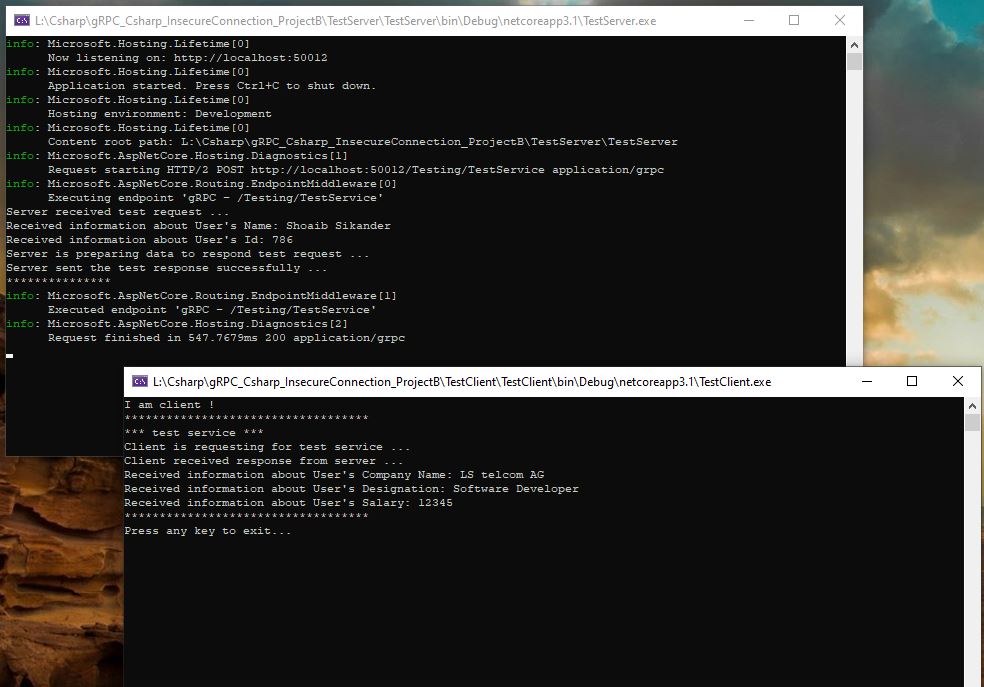 L:\Csharp\gRPC_Csharp_InsecureConnection_ProjectB\TestServer\TestServer\bin\Debug\netcoreapp3.1\TestServer.exe
info: Microsoft.Hosting.Lifetime[0]
Now listening on: http://localhost:50012
info: Microsoft.Hosting.Lifetime[0]
Application started. Press Ctrl+C to shut down.
info: Microsoft.Hosting.Lifetime[0]
Hosting environment: Development
info: Microsoft.Hosting.Lifetime[0]
Content root path: L:\Csharp\gRPC_Csharp_InsecureConnection_ProjectB\TestServer\TestServer
info: Microsoft.AspNetCore.Hosting.Diagnostics[1]
Request starting HTTP/2 POST http://localhost:50012/Testing/TestService application/grpc
info: Microsoft.AspNetCore.Routing.EndpointMiddleware[0]
Executing endpoint 'gRPC - /Testing/TestService'
Server received test request ...
Received information about User's Name: Shoaib Sikander
Received information about User's Id: 786
Server is preparing data to respond test request ...
Server sent the test response successfully ...
***************
info: Microsoft.AspNetCore.Routing.EndpointMiddleware[1]
Executed endpoint 'gRPC - /Testing/TestService'
info: Microsoft.AspNetCore.Hosting.Diagnostics[2]
Request finished in 547.7679ms 200 application/grpc
L:\Csharp\gRPC_Csharp_InsecureConnection_ProjectB\TestClient\TestClient\bin\Debug\netcoreapp3.1\TestClient.exe
I am client !
***********************************
*** test service ***
Client is requesting for test service ...
Client received response from server ...
Received information about User's Company Name: LS telcom AG
Received information about User's Designation: Software Developer
Received information about User's Salary: 12345
***********************************
Press any key to exit...